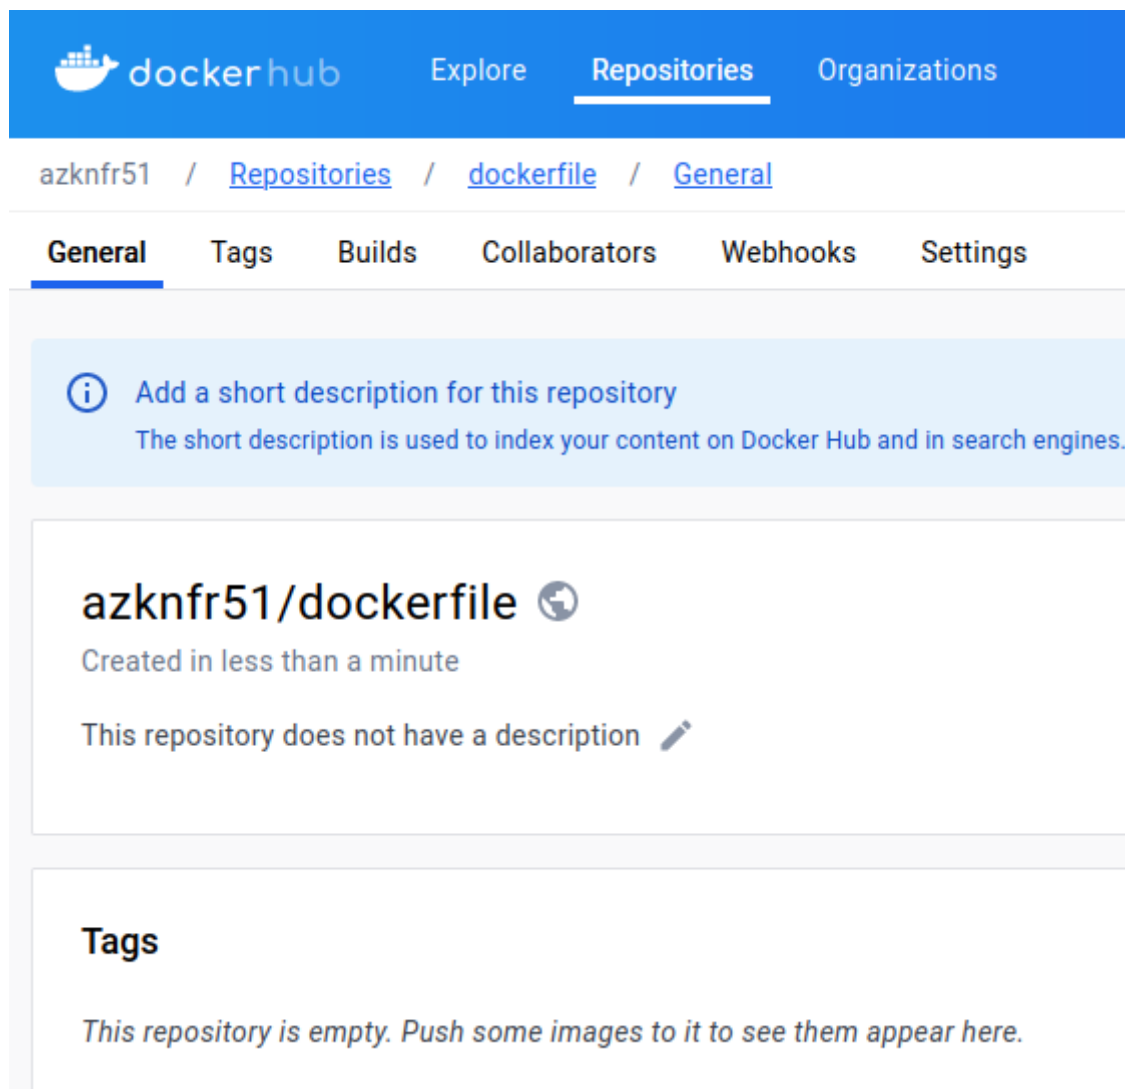 dockerhub Explore Repositories Organizations
azknfr51 / Repositories / dockerfile / General
General Tags Builds Collaborators Webhooks Settings
Add a short description for this repository
The short description is used to index your content on Docker Hub and in search engines.
azknfr51/dockerfile
Created in less than a minute
This repository does not have a description
Tags
This repository is empty. Push some images to it to see them appear here.